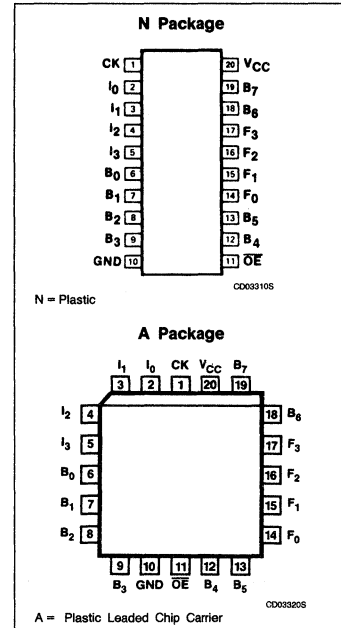 N Package
CK 1 20 VCC
I0 2 19 B7
I1 3 18 B6
I2 4 17 F3
I3 5 16 F2
B0 6 15 F1
B1 7 14 F0
B2 8 13 B5
B3 9 12 B4
GND 10 11 O̅E̅
CD03310S
N = Plastic
A Package
I1 I0 CK VCC B7
3 2 1 20 19
I2 4 18 B6
I3 5 17 F3
B0 6 16 F2
B1 7 15 F1
B2 8 14 F0
9 10 11 12 13
B3 GND O̅E̅ B4 B5
CD03320S
A = Plastic Leaded Chip Carrier